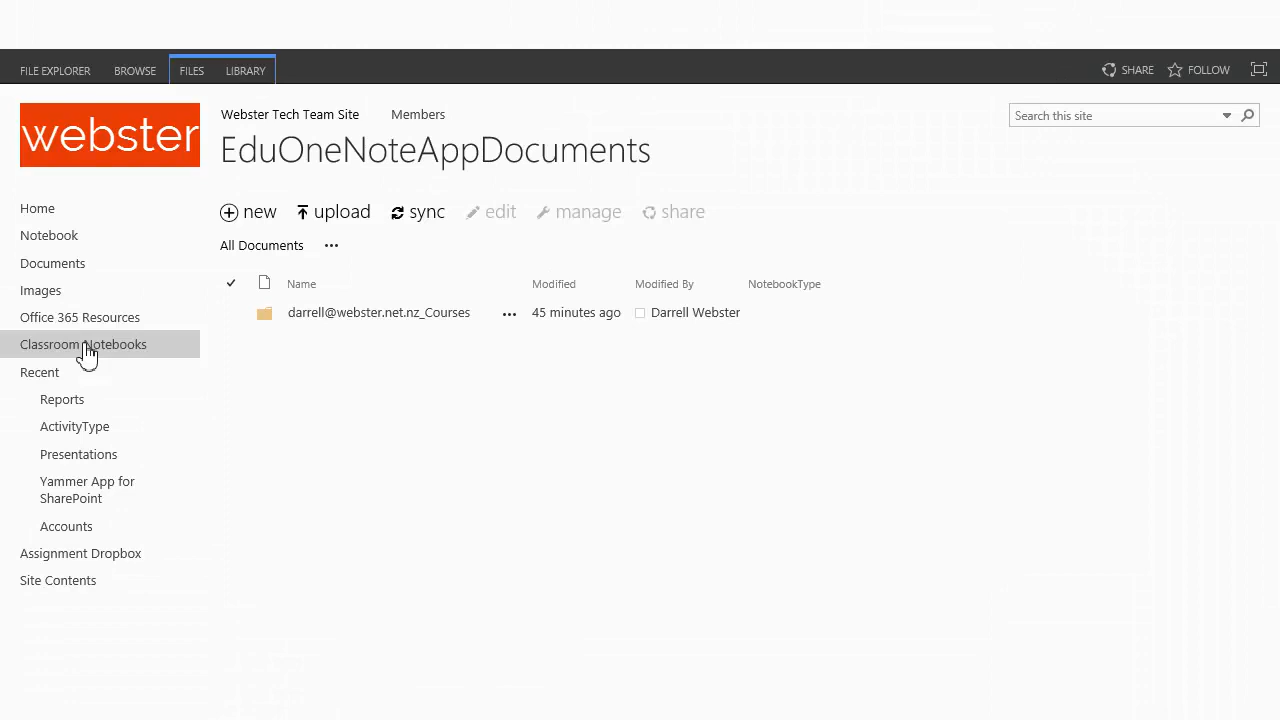 FILE EXPLORER BROWSE FILES LIBRARY SHARE FOLLOW
webster
Webster Tech Team Site Members
Search this site
EduOneNoteAppDocuments
new upload sync edit manage share
All Documents ...
Name Modified Modified By NotebookType
darrell@webster.net.nz_Courses ... 45 minutes ago Darrell Webster
Home
Notebook
Documents
Images
Office 365 Resources
Classroom Notebooks
Recent
Reports
ActivityType
Presentations
Yammer App for
SharePoint
Accounts
Assignment Dropbox
Site Contents